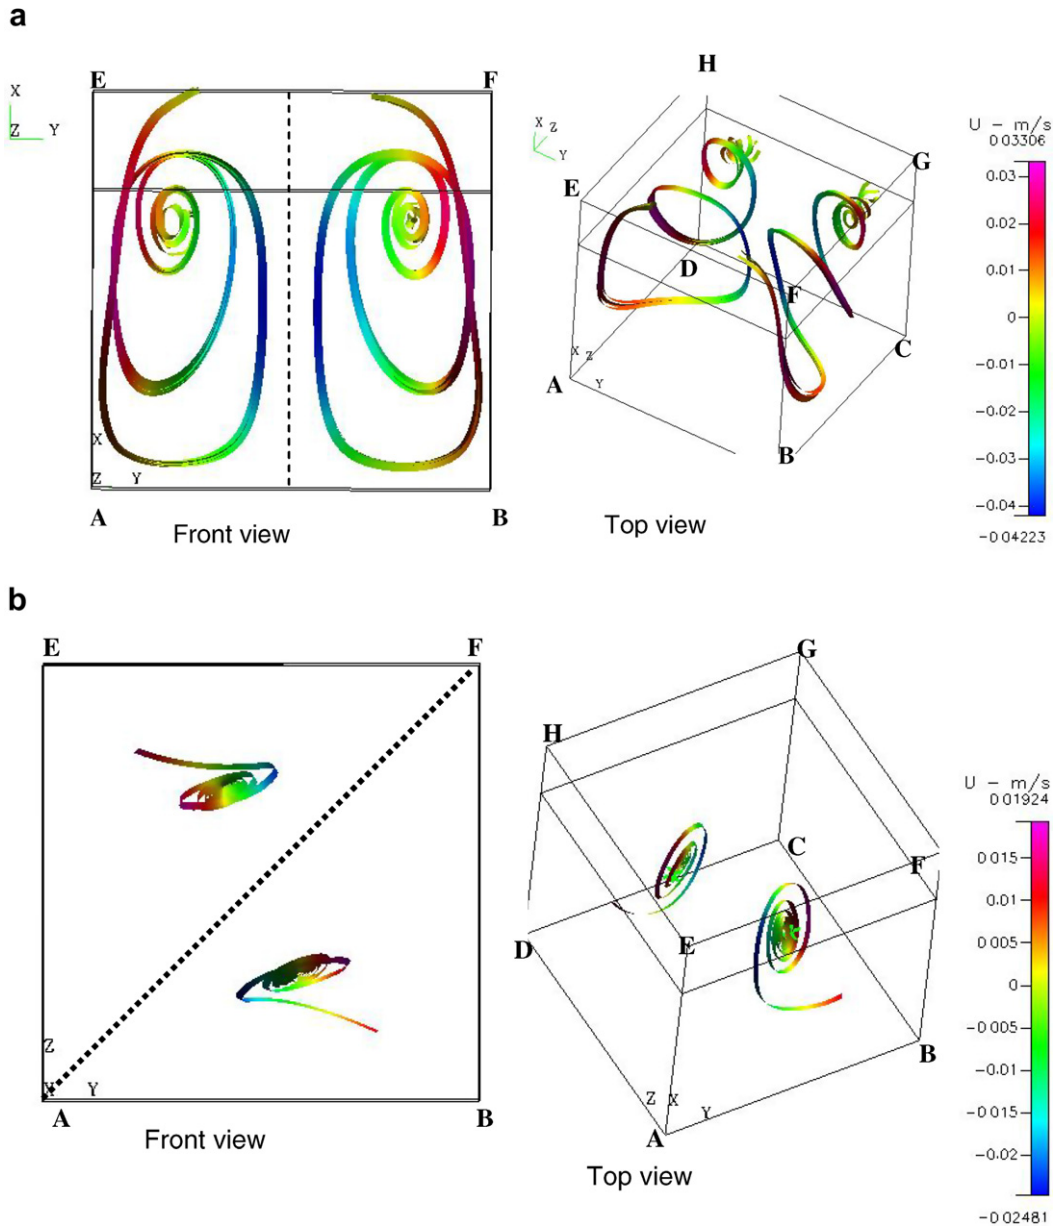 a
E F
X
Z Y
X
Z Y
A B
Front view
H
X Z
Y
E G
D
F
C
X Z
A Y
B
Top view
U - m/s
0.03306
0.03
0.02
0.01
0
-0.01
-0.02
-0.03
-0.04
-0.04223
b
E F
Z
X Y
A B
Front view
G
H
C
F
D E
B
Z X
Y
A
Top view
U - m/s
0.01924
0.015
0.01
0.005
0
-0.005
-0.01
-0.015
-0.02
-0.02481